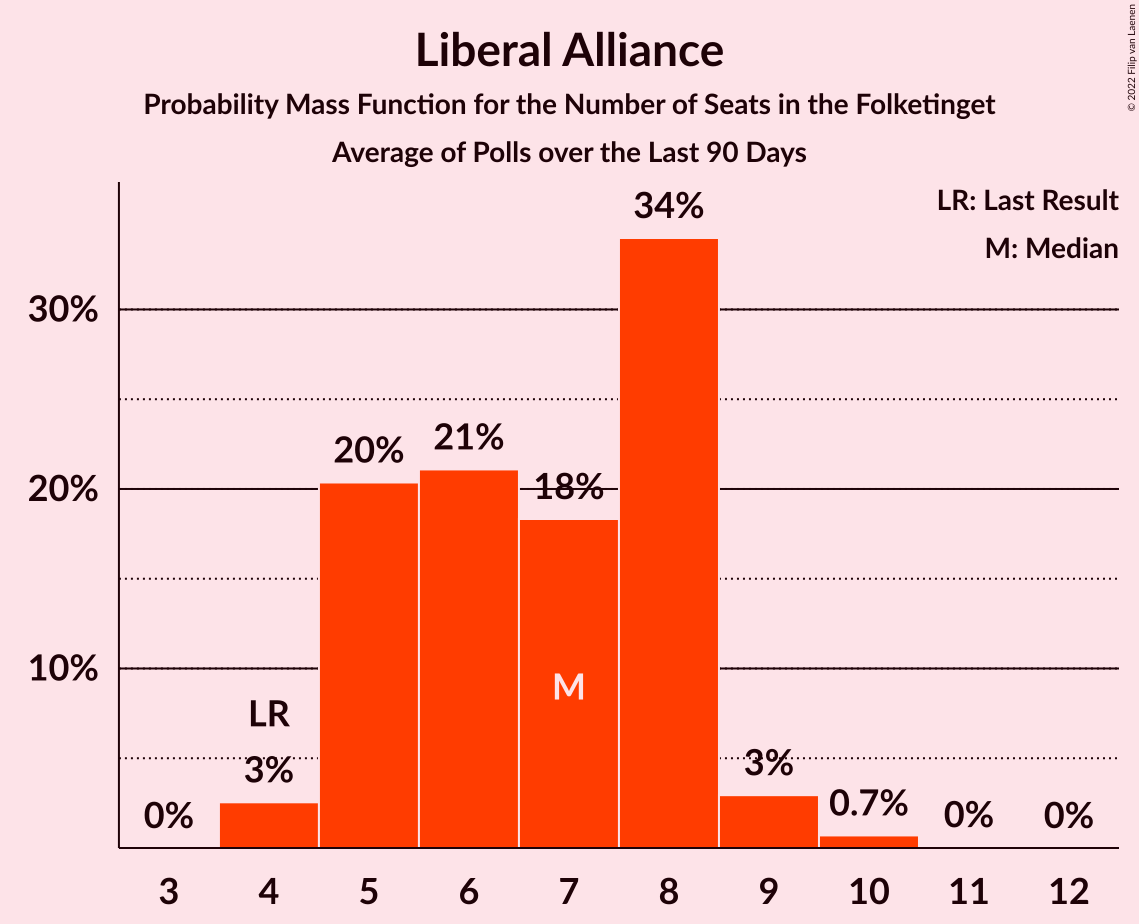 Liberal Alliance
Probability Mass Function for the Number of Seats in the Folketinget
Average of Polls over the Last 90 Days
© 2022 Filip van Laenen
LR: Last Result
M: Median
30%
20%
10%
0%
LR
3%
20%
21%
18%
M
34%
3%
0.7%
0%
0%
3 4 5 6 7 8 9 10 11 12